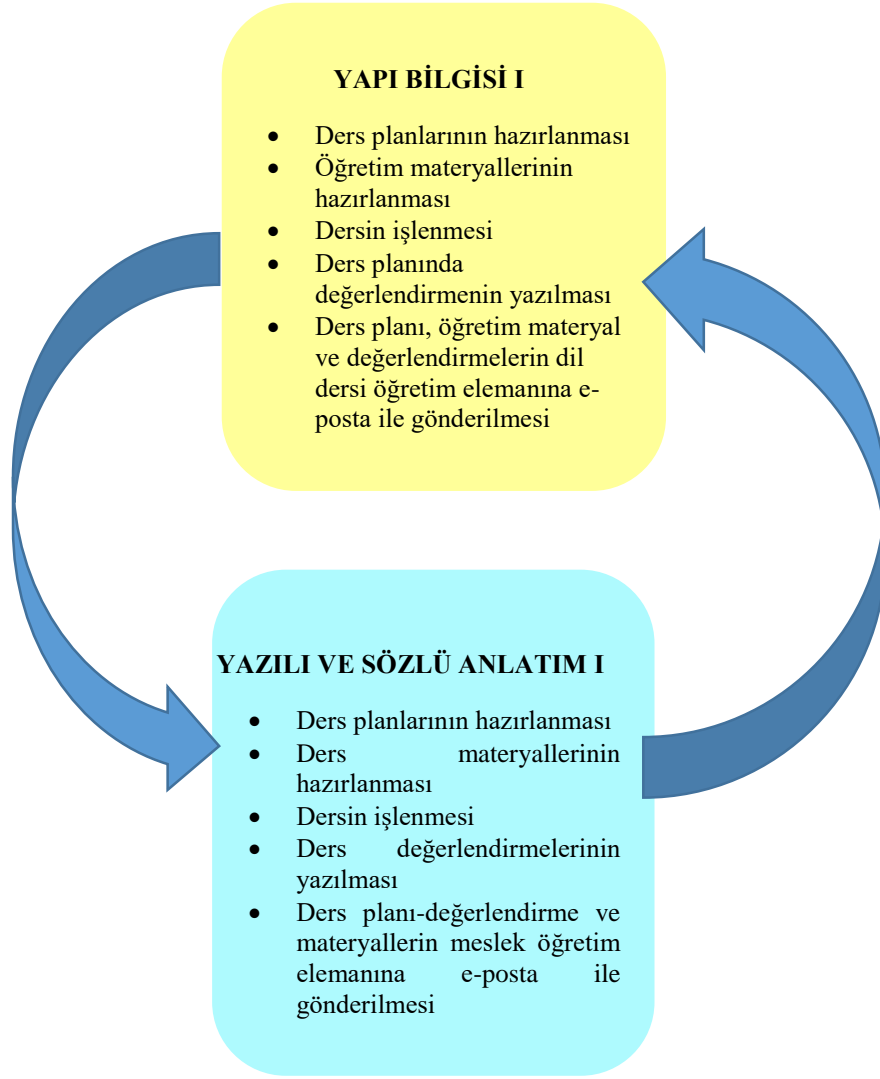 YAPI BİLGİSİ I
• Ders planlarının hazırlanması
• Öğretim materyallerinin
hazırlanması
• Dersin işlenmesi
• Ders planında
değerlendirmenin yazılması
• Ders planı, öğretim materyal
ve değerlendirmelerin dil
dersi öğretim elemanına e-
posta ile gönderilmesi
YAZILI VE SÖZLÜ ANLATIM I
• Ders planlarının hazırlanması
• Ders materyallerinin
hazırlanması
• Dersin işlenmesi
• Ders değerlendirmelerinin
yazılması
• Ders planı-değerlendirme ve
materyallerin meslek öğretim
elemanına e-posta ile
gönderilmesi